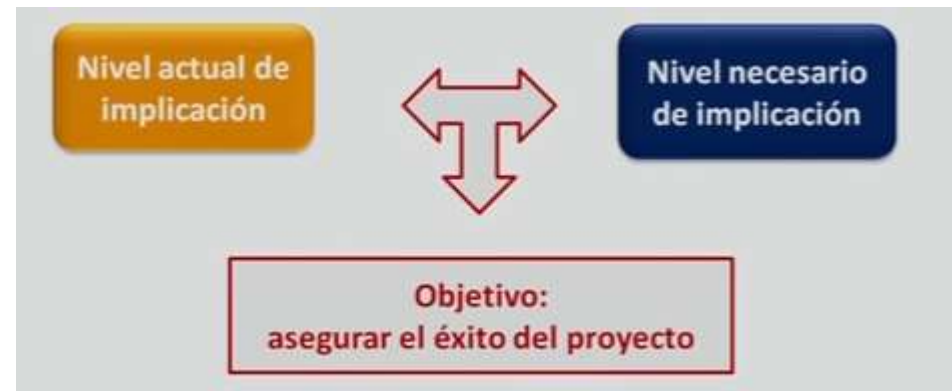 Nivel actual de
implicación
Nivel necesario
de implicación
Objetivo:
asegurar el éxito del proyecto